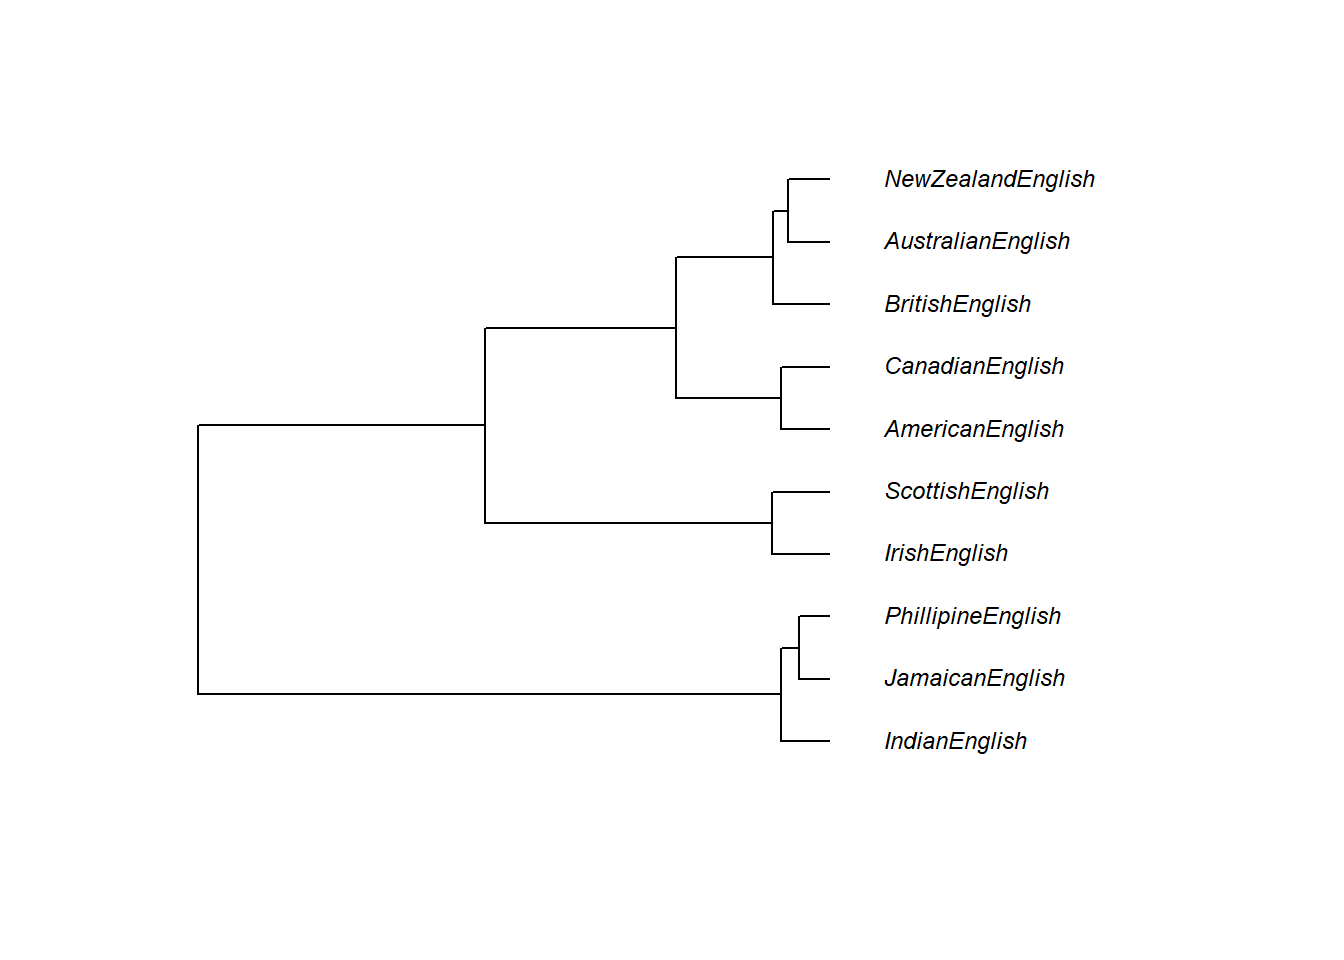 NewZealandEnglish
AustralianEnglish
BritishEnglish
CanadianEnglish
AmericanEnglish
ScottishEnglish
IrishEnglish
PhillipineEnglish
JamaicanEnglish
IndianEnglish